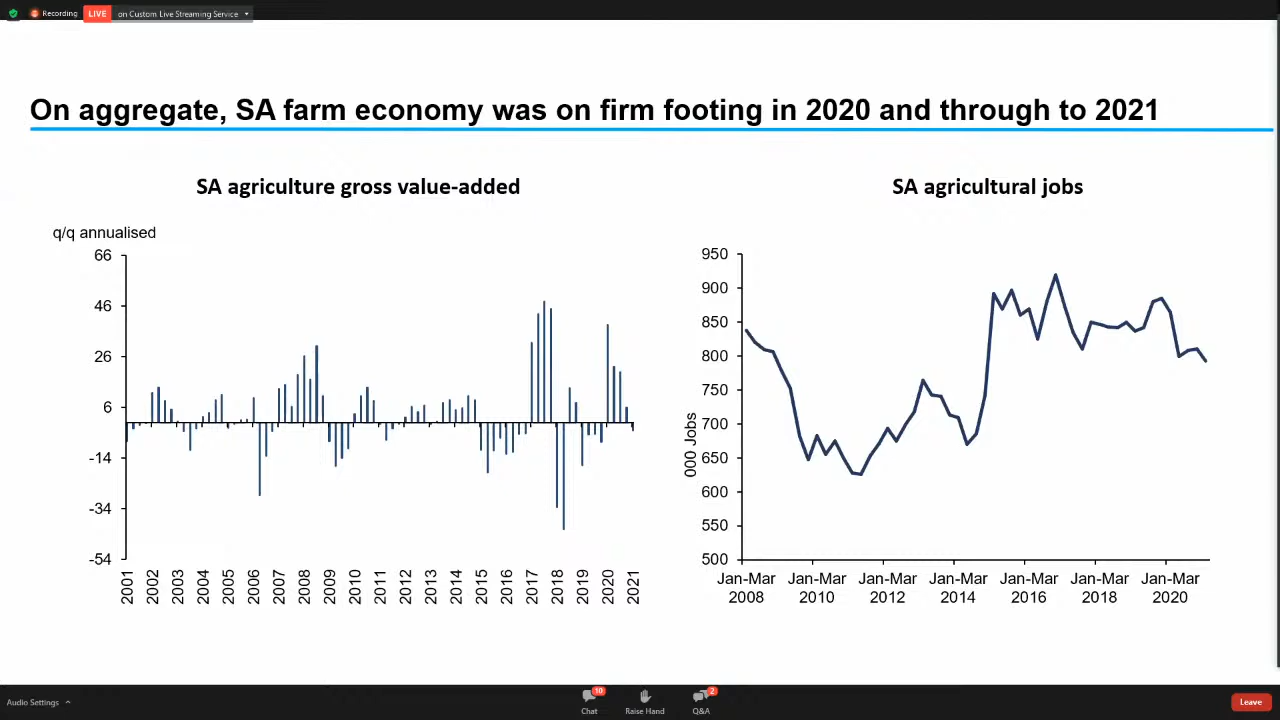 Recording
LIVE
on Custom Live Streaming Service
On aggregate, SA farm economy was on firm footing in 2020 and through to 2021
SA agriculture gross value-added
q/q annualised
66
46
26
6
-14
-34
-54
2001 2002 2003 2004 2005 2006 2007 2008 2009 2010 2011 2012 2013 2014 2015 2016 2017 2018 2019 2020 2021
SA agricultural jobs
000 Jobs
950
900
850
800
750
700
650
600
550
500
Jan-Mar Jan-Mar Jan-Mar Jan-Mar Jan-Mar Jan-Mar Jan-Mar
2008 2010 2012 2014 2016 2018 2020
Audio Settings
10
Chat
Raise Hand
2
Q&A
Leave